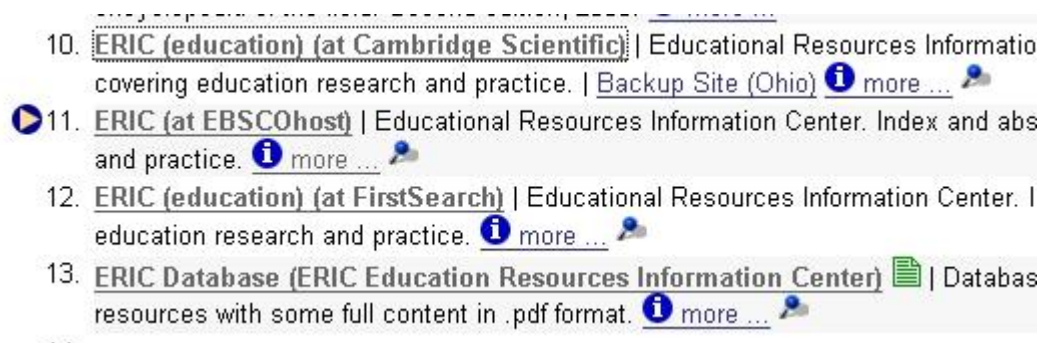 10. ERIC (education) (at Cambridge Scientific) | Educational Resources Informatio
covering education research and practice. | Backup Site (Ohio) more ...
11. ERIC (at EBSCOhost) | Educational Resources Information Center. Index and abs
and practice. more ...
12. ERIC (education) (at FirstSearch) | Educational Resources Information Center. I
education research and practice. more ...
13. ERIC Database (ERIC Education Resources Information Center) | Databas
resources with some full content in .pdf format. more ...